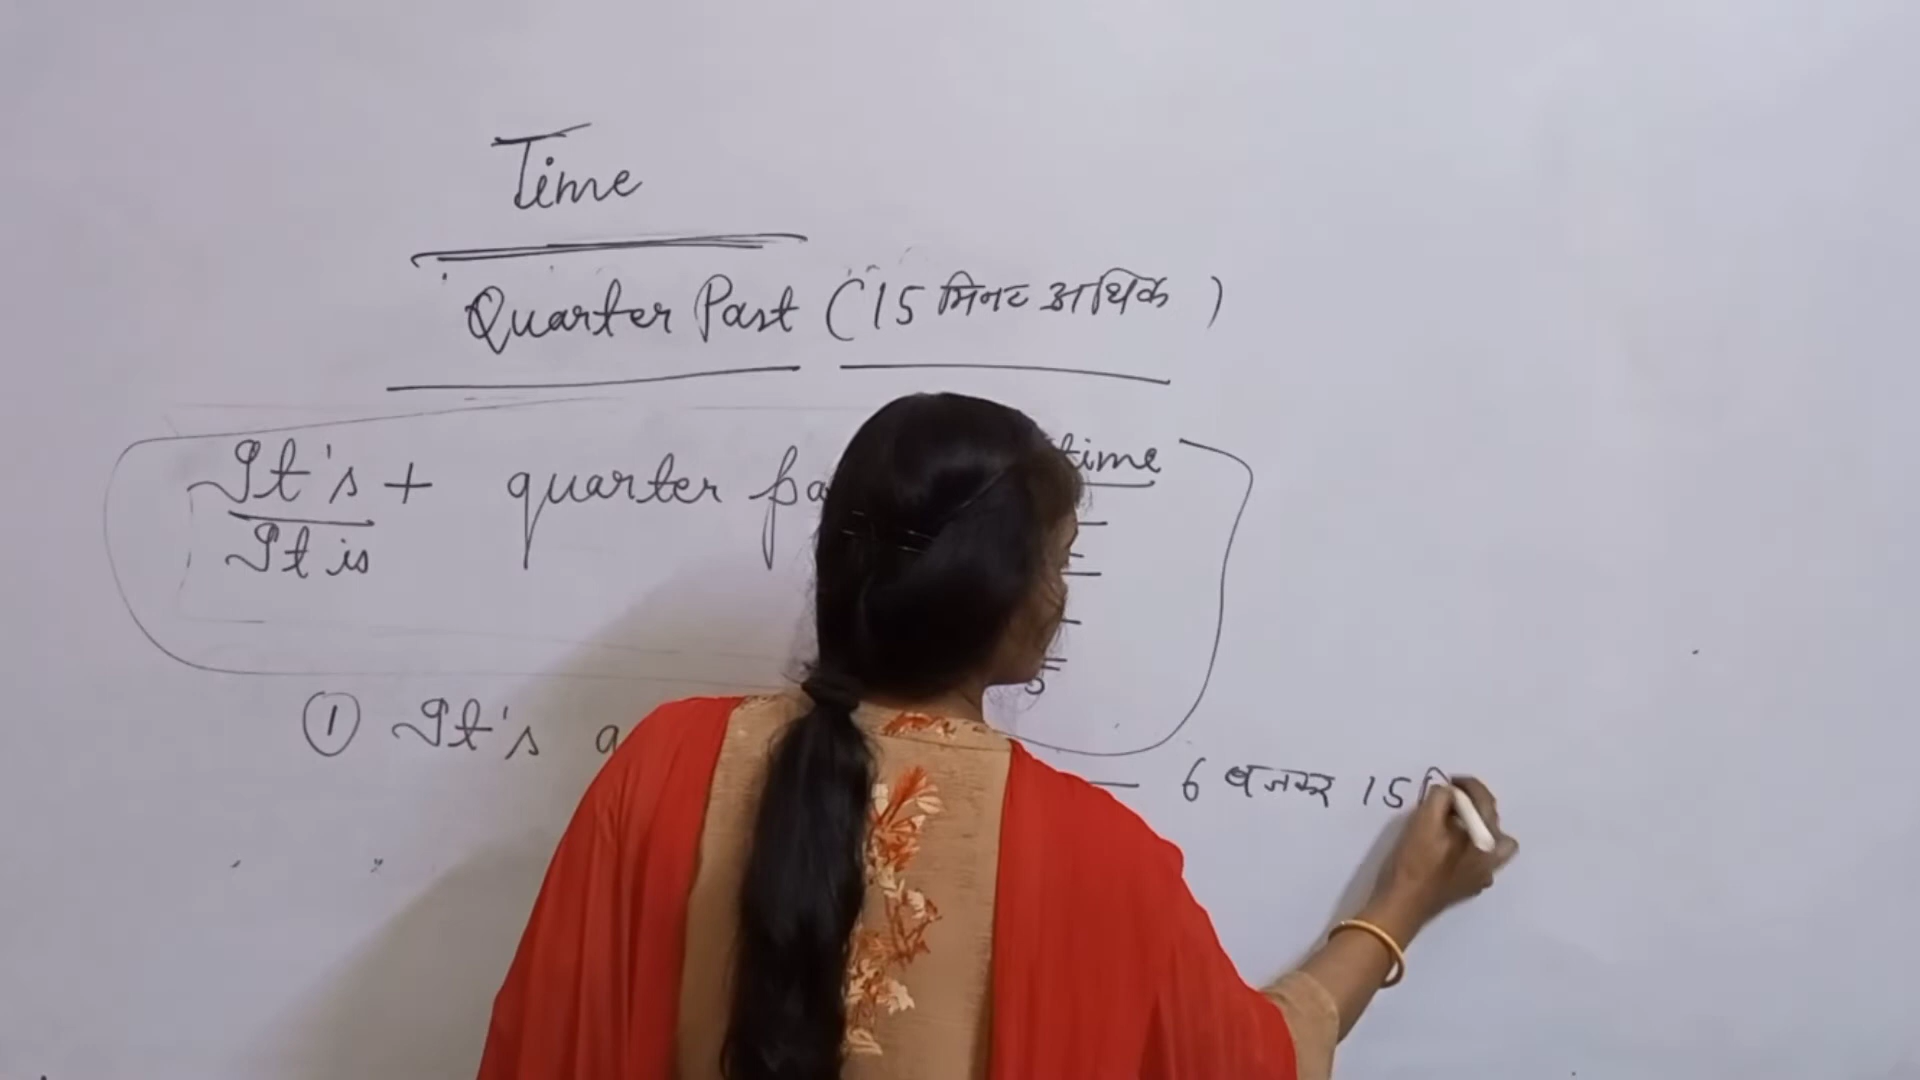 Time
Quarter Past (15 मिनट अधिक)
It's + quarter pa time
It is
① It's q — 6 बजकर 15 मि